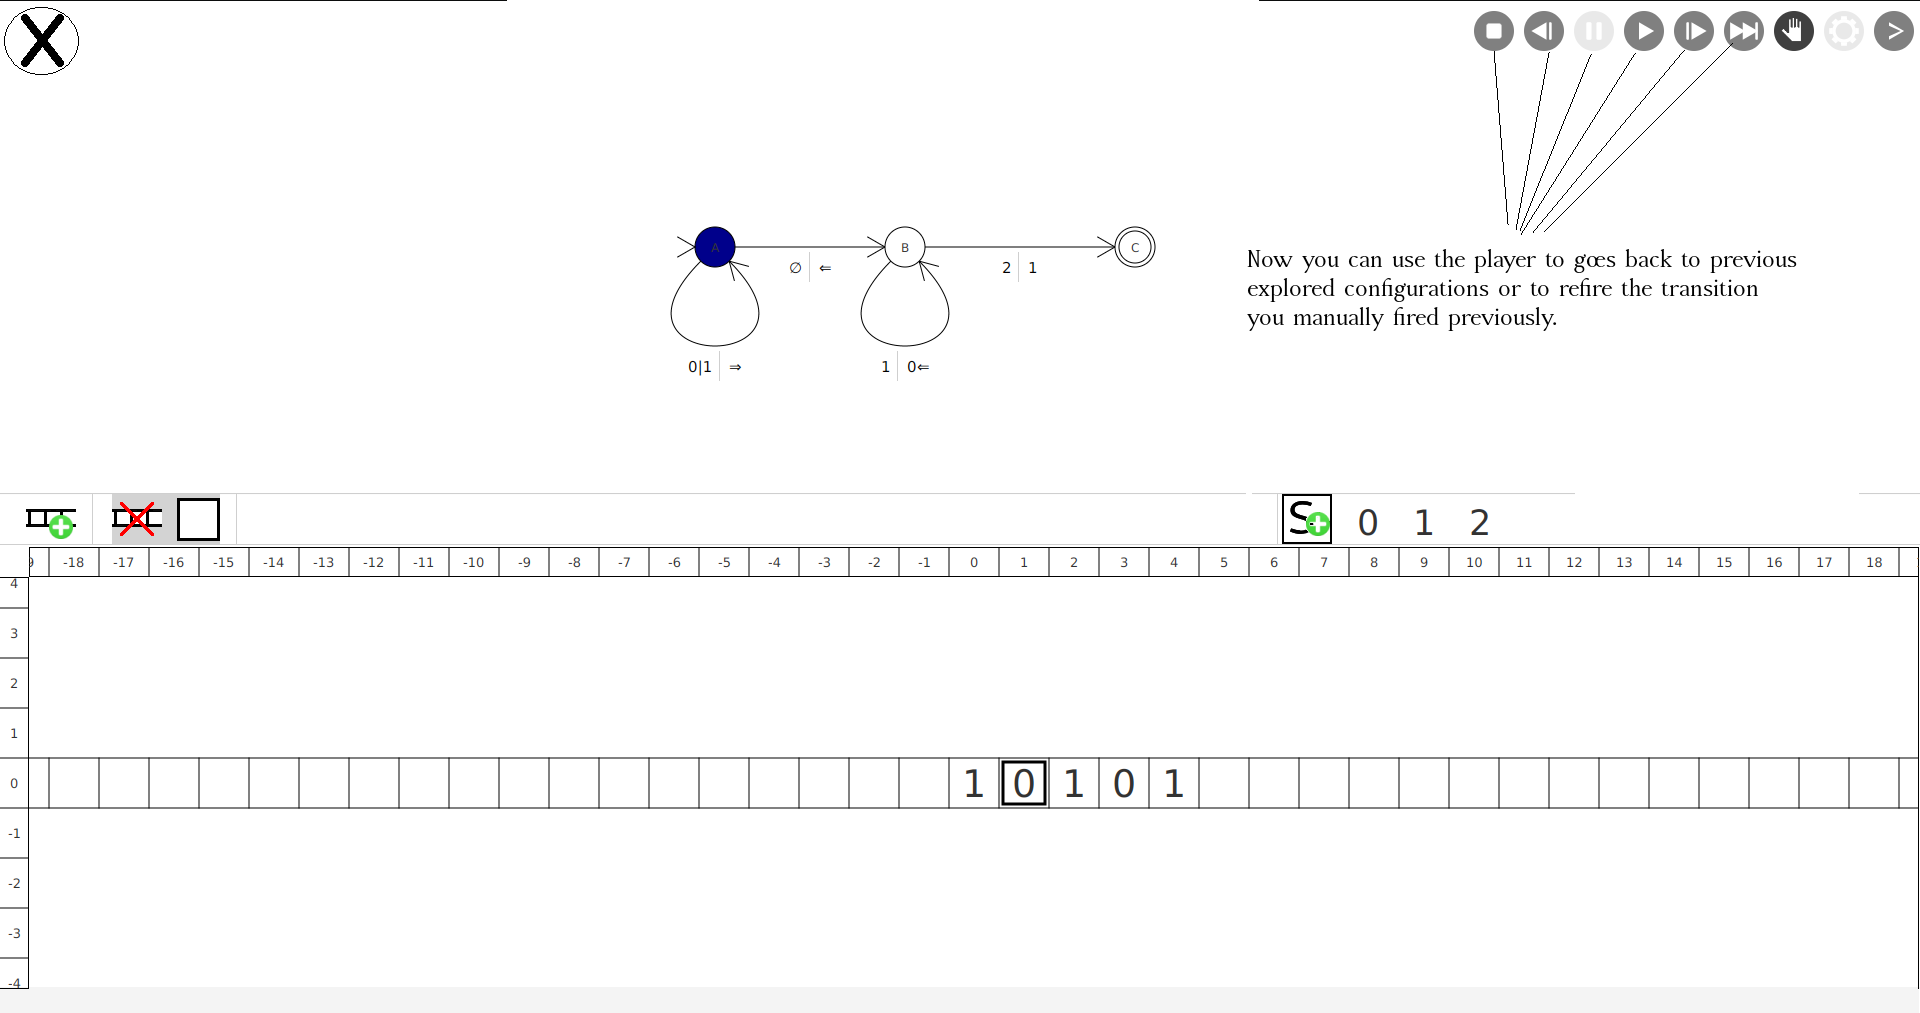 X
>
A B C
∅ ⇐
2 1
0|1 ⇒
1 0⇐
Now you can use the player to gœs back to previous
explored configurations or to refire the transition
you manually fired previously.
S 0 1 2
9 -18 -17 -16 -15 -14 -13 -12 -11 -10 -9 -8 -7 -6 -5 -4 -3 -2 -1 0 1 2 3 4 5 6 7 8 9 10 11 12 13 14 15 16 17 18
4
3
2
1
0 1 0 1 0 1
-1
-2
-3
-4